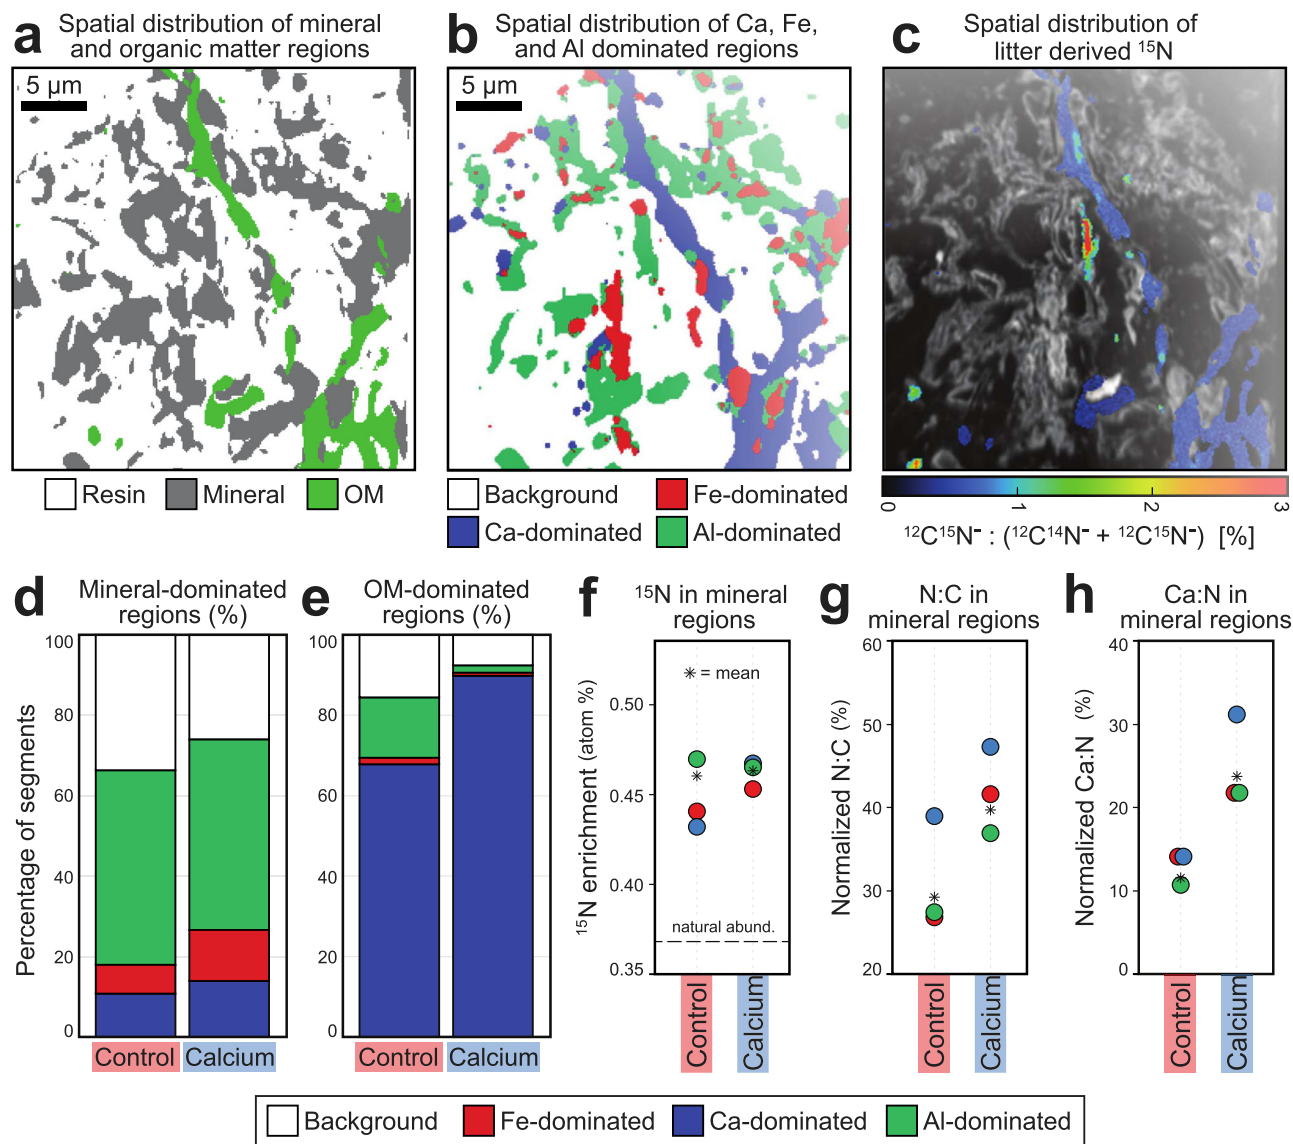 a Spatial distribution of mineral
and organic matter regions
b Spatial distribution of Ca, Fe,
and Al dominated regions
c Spatial distribution of
litter derived ¹⁵N
5 µm
5 µm
Resin Mineral OM
Background Fe-dominated
Ca-dominated Al-dominated
0 1 2 3
¹²C¹⁵N⁻ : (¹²C¹⁴N⁻ + ¹²C¹⁵N⁻) [%]
d Mineral-dominated
regions (%)
Percentage of segments
100
80
60
40
20
0
Control Calcium
e OM-dominated
regions (%)
100
80
60
40
20
0
Control Calcium
f ¹⁵N in mineral
regions
¹⁵N enrichment (atom %)
* = mean
0.50
0.45
0.40
natural abund.
0.35
Control
Calcium
g N:C in
mineral regions
Normalized N:C (%)
60
50
40
30
20
Control
Calcium
h Ca:N in
mineral regions
Normalized Ca:N (%)
40
30
20
10
0
Control
Calcium
Background Fe-dominated Ca-dominated Al-dominated